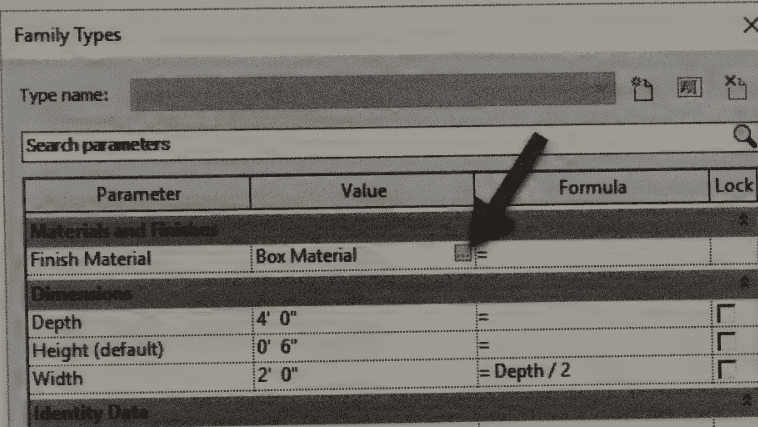 Family Types
Type name:
Search parameters
Parameter Value Formula Lock
Materials and Finishes
Finish Material Box Material =
Dimensions
Depth 4' 0" =
Height (default) 0' 6" =
Width 2' 0" = Depth / 2
Identity Data